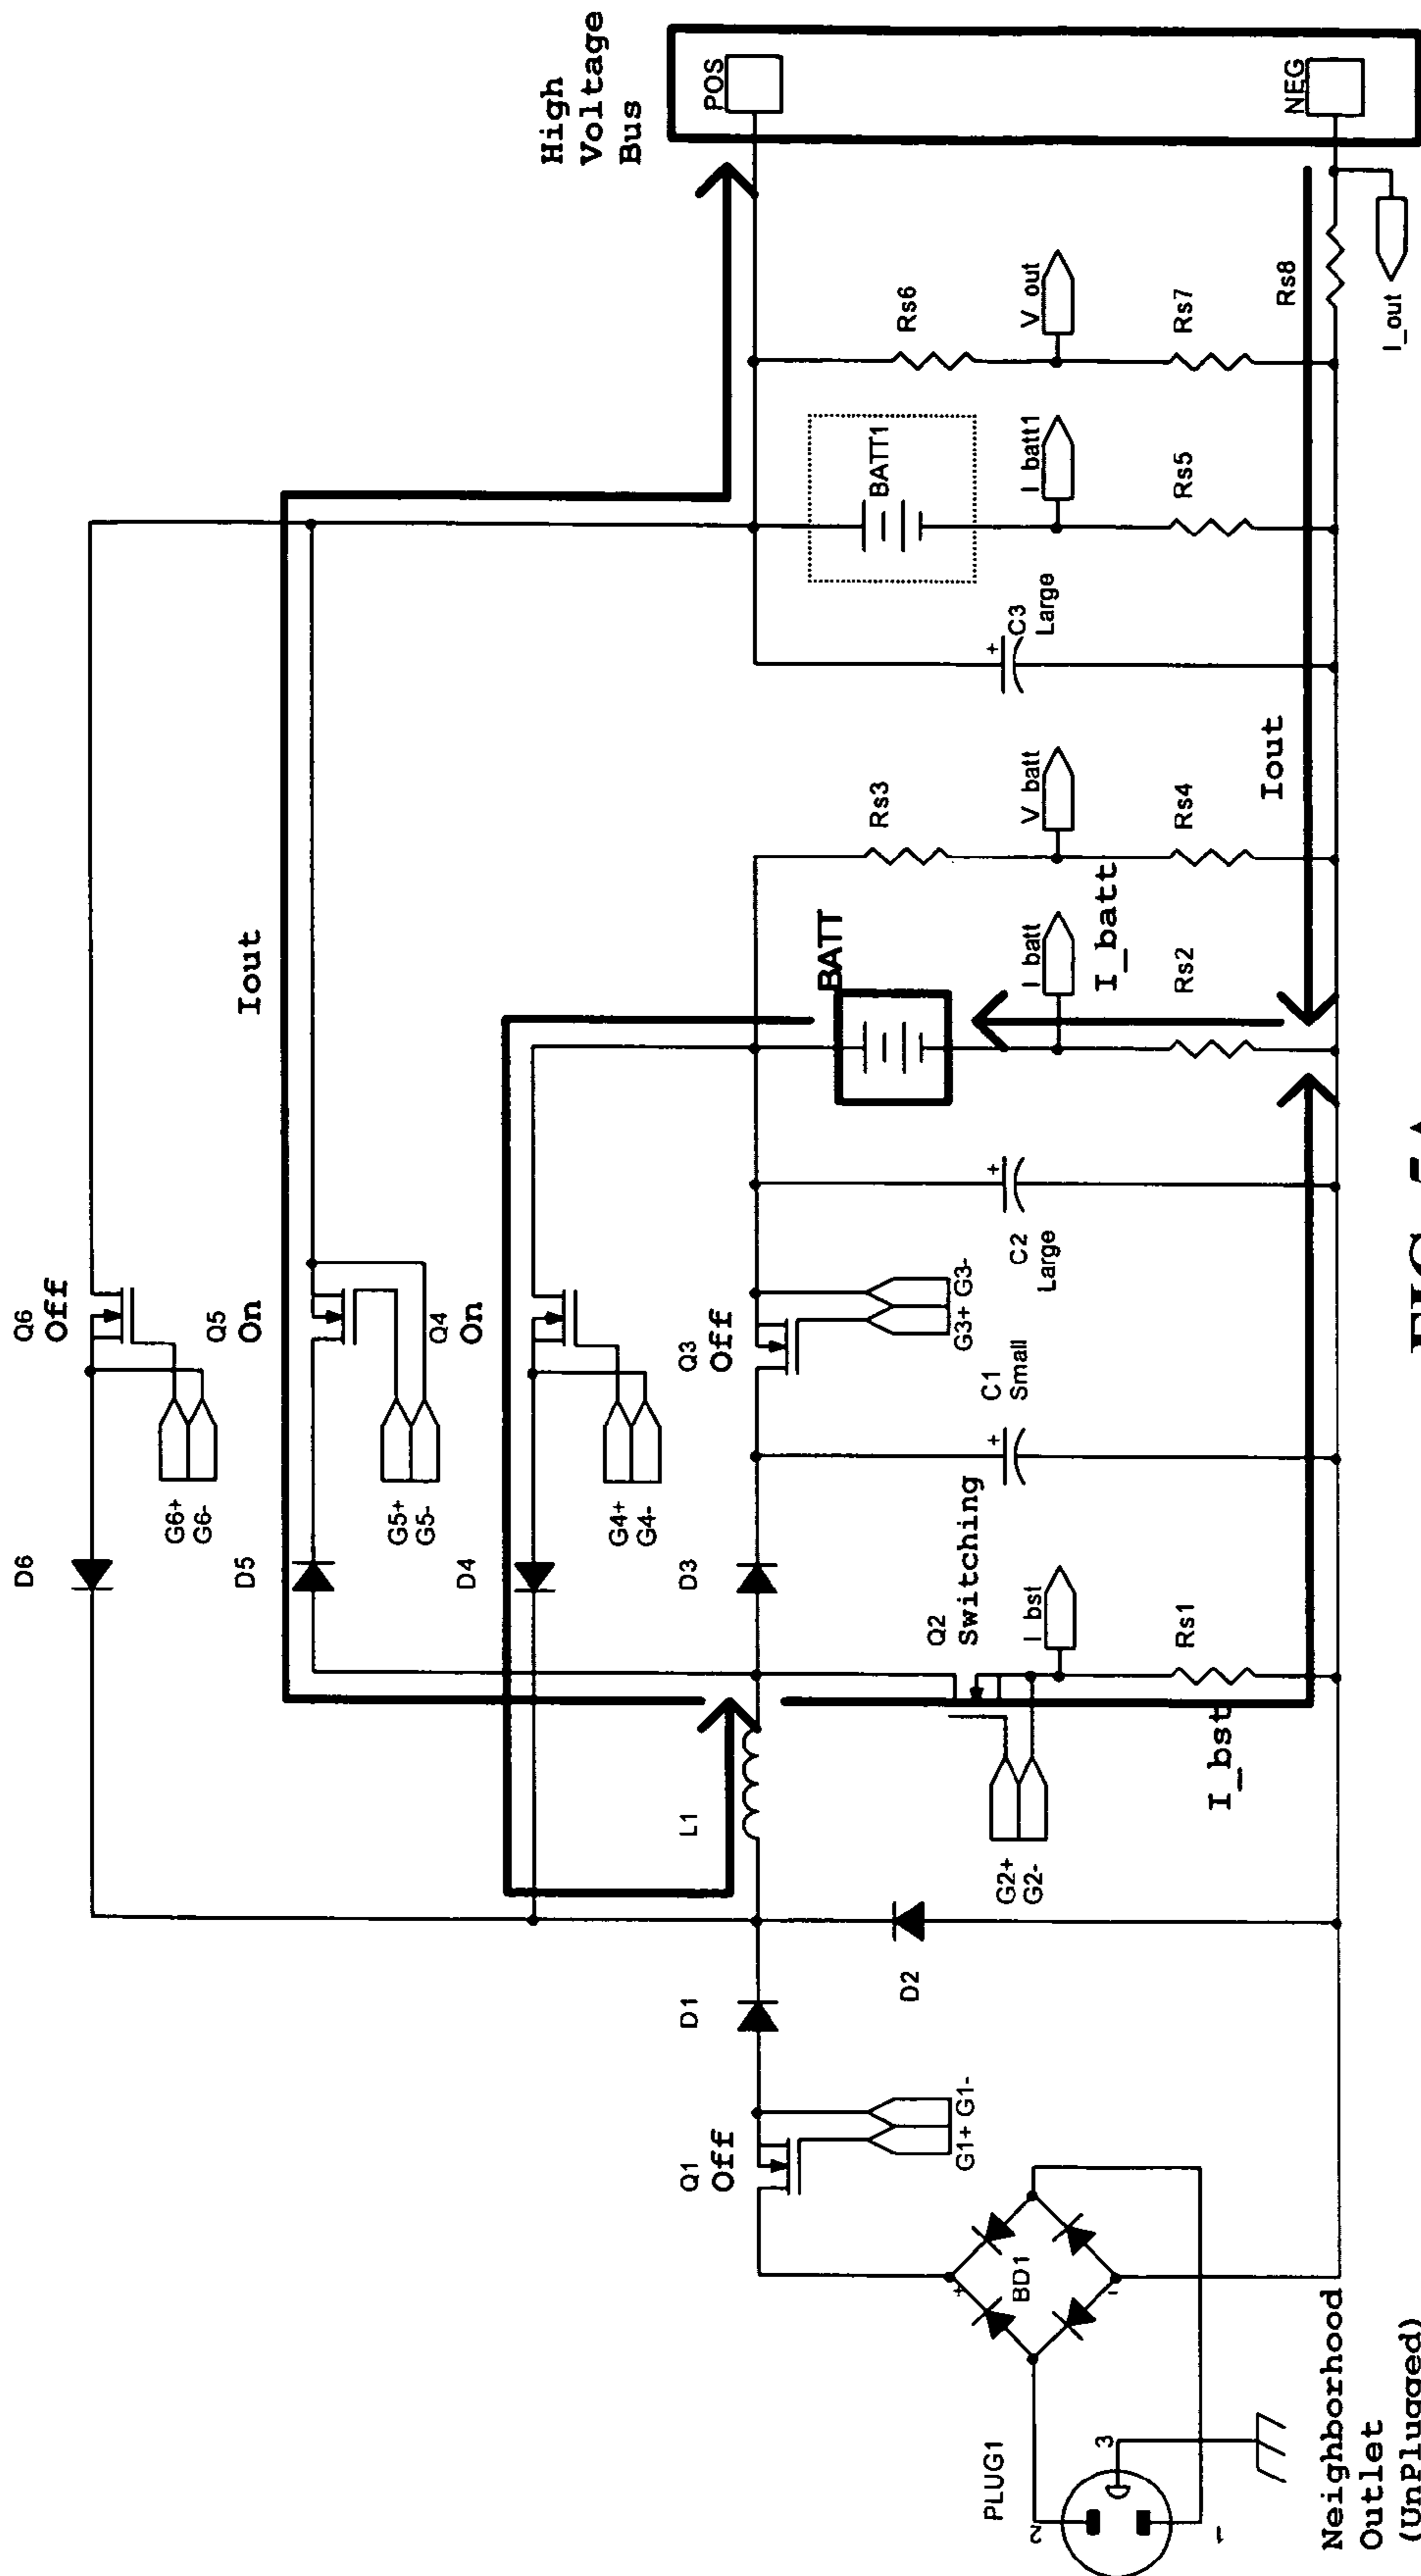 Q6
Off
D6
G6+
G6-
Iout
Q5
On
D5
G5+
G5-
Q4
On
D4
G4+
G4-
High
Voltage
Bus
POS
NEG
Q1
Off
G1+ G1-
D1
L1
D2
D3
Q3
Off
G3+ G3-
Q2
Switching
G2+
G2-
I_bst
Rs1
I_bst
+
C1
Small
+
C2
Large
BATT
I_batt
I_batt
Rs2
Rs3
V_batt
Rs4
+
C3
Large
BATT1
I_batt1
Rs5
Rs6
V_out
Rs7
Rs8
I_out
Iout
PLUG1
2
3
1
BD1
+
-
Neighborhood
Outlet
(UnPlugged)